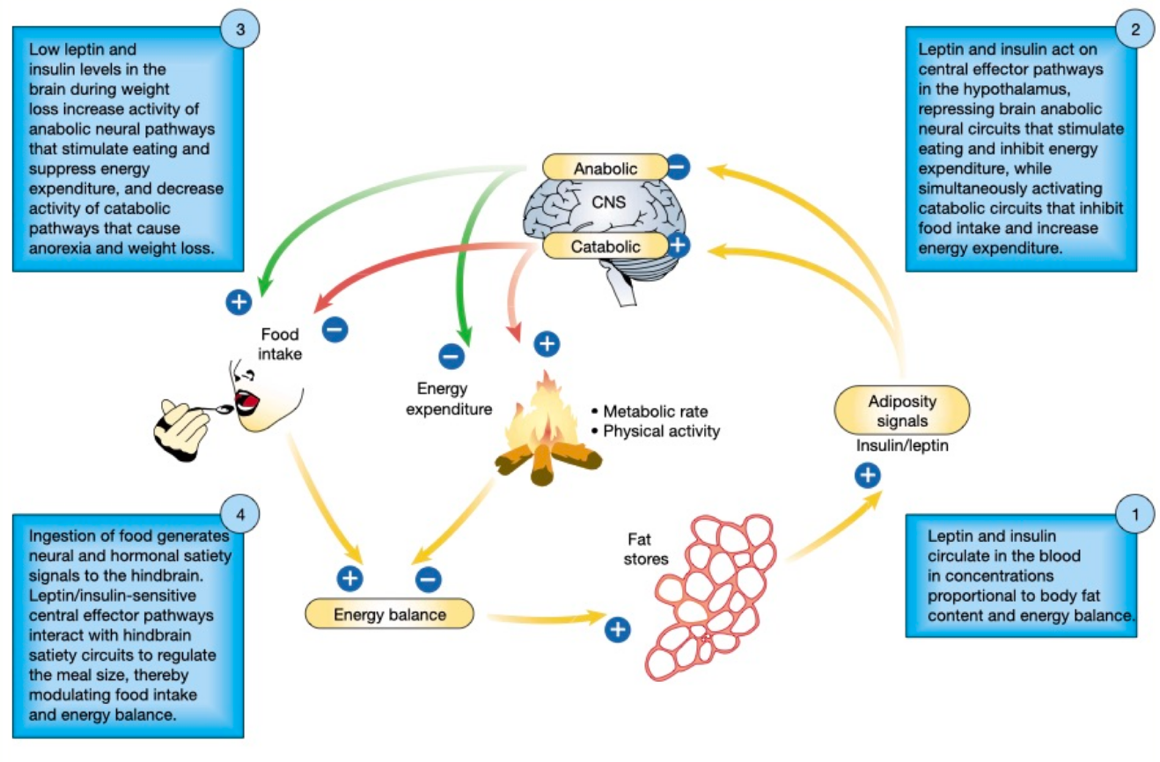 3
Low leptin and
insulin levels in the
brain during weight
loss increase activity of
anabolic neural pathways
that stimulate eating and
suppress energy
expenditure, and decrease
activity of catabolic
pathways that cause
anorexia and weight loss.
2
Leptin and insulin act on
central effector pathways
in the hypothalamus,
repressing brain anabolic
neural circuits that stimulate
eating and inhibit energy
expenditure, while
simultaneously activating
catabolic circuits that inhibit
food intake and increase
energy expenditure.
Anabolic
−
CNS
Catabolic
+
+
Food
intake
−
−
Energy
expenditure
+
• Metabolic rate
• Physical activity
Adiposity
signals
Insulin/leptin
+
4
Ingestion of food generates
neural and hormonal satiety
signals to the hindbrain.
Leptin/insulin-sensitive
central effector pathways
interact with hindbrain
satiety circuits to regulate
the meal size, thereby
modulating food intake
and energy balance.
+
−
Energy balance
+
Fat
stores
1
Leptin and insulin
circulate in the blood
in concentrations
proportional to body fat
content and energy balance.